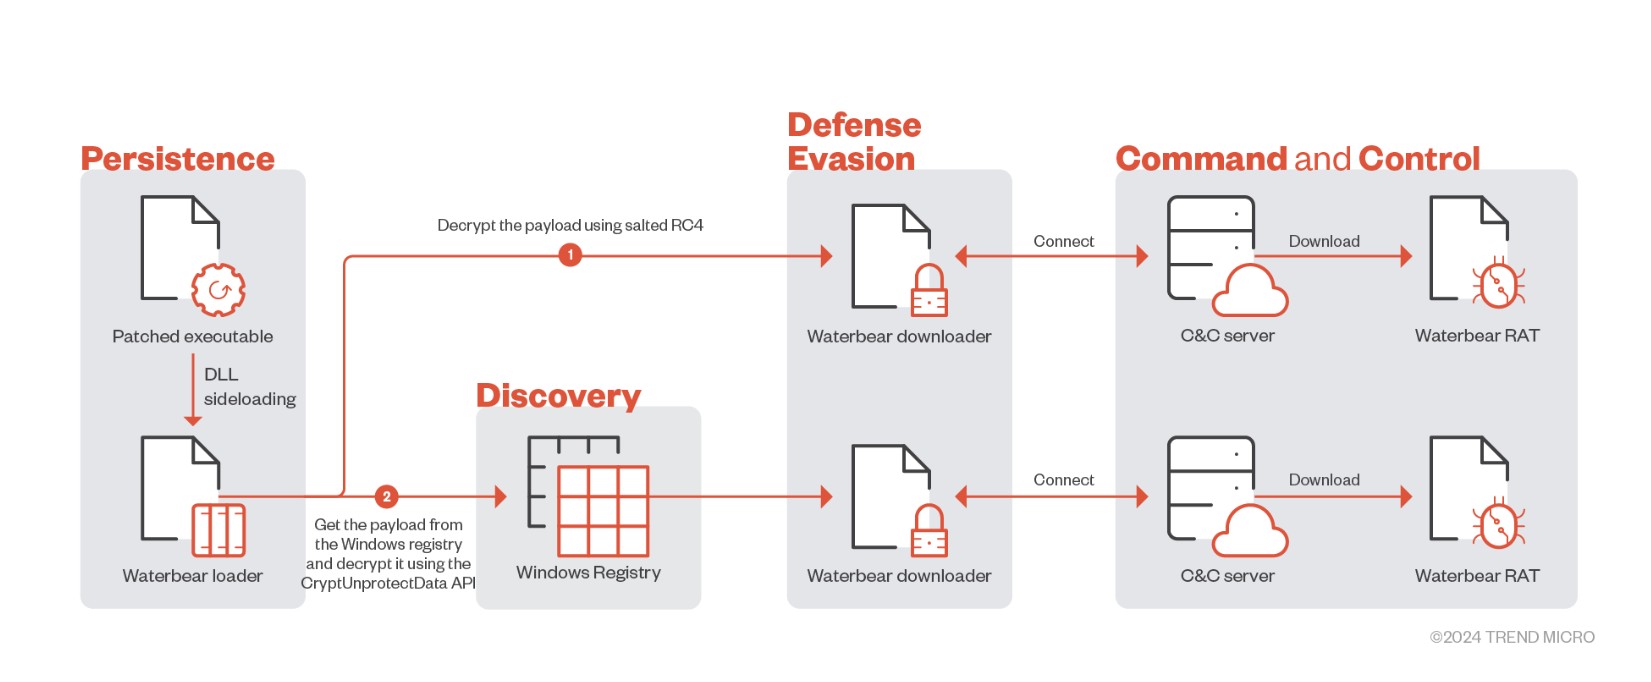 Persistence
Patched executable
DLL
sideloading
Waterbear loader
Decrypt the payload using salted RC4
1
2
Get the payload from
the Windows registry
and decrypt it using the
CryptUnprotectData API
Discovery
Windows Registry
Defense
Evasion
Waterbear downloader
Waterbear downloader
Connect
Connect
Command and Control
C&C server
Download
Waterbear RAT
C&C server
Download
Waterbear RAT
©2024 TREND MICRO